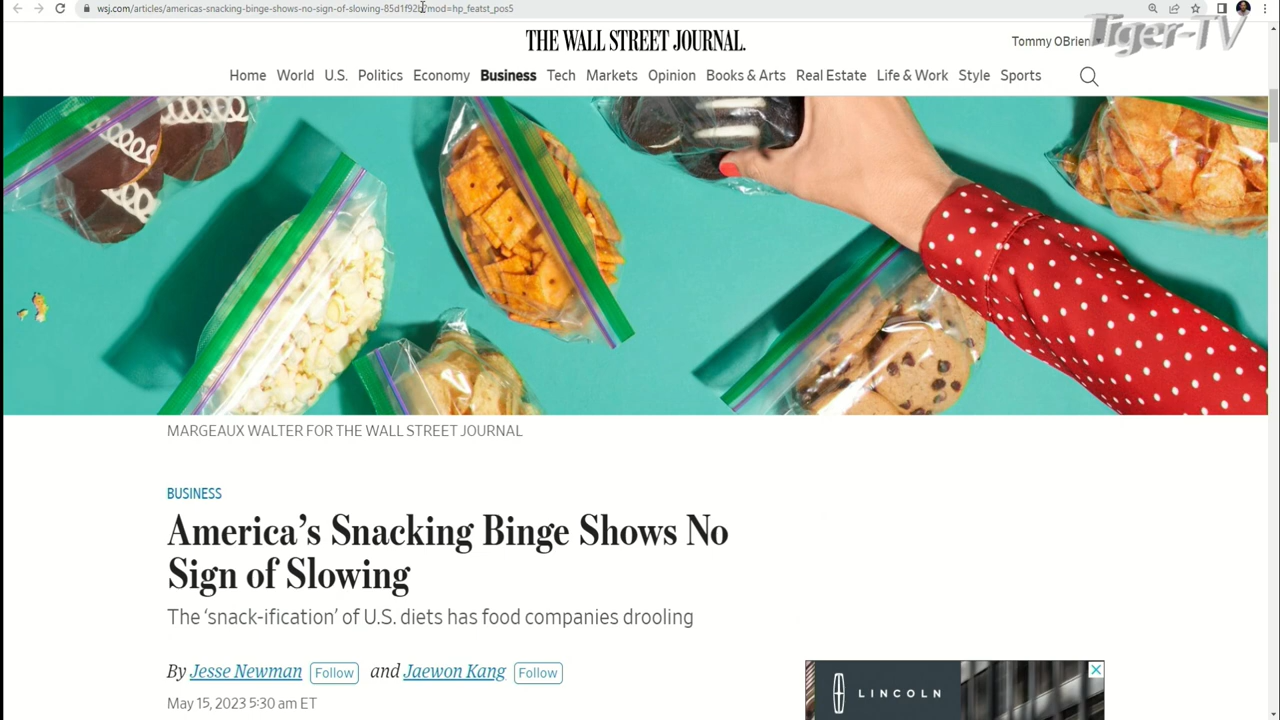 wsj.com/articles/americas-snacking-binge-shows-no-sign-of-slowing-85d1f92b?mod=hp_featst_pos5
Tiger-TV
THE WALL STREET JOURNAL.
Tommy OBrien
Home World U.S. Politics Economy Business Tech Markets Opinion Books & Arts Real Estate Life & Work Style Sports
MARGEAUX WALTER FOR THE WALL STREET JOURNAL
BUSINESS
America’s Snacking Binge Shows No
Sign of Slowing
The ‘snack-ification’ of U.S. diets has food companies drooling
By Jesse Newman Follow and Jaewon Kang Follow
May 15, 2023 5:30 am ET
LINCOLN